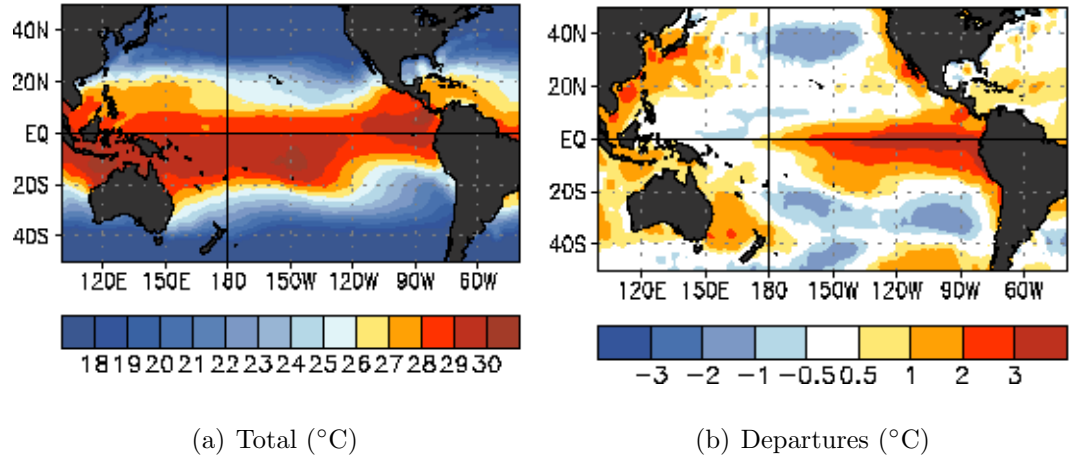 40N
20N
EQ
20S
40S
120E 150E 180 150W 120W 90W 60W
18 19 20 21 22 23 24 25 26 27 28 29 30
(a) Total (°C)
40N
20N
EQ
20S
40S
120E 150E 180 150W 120W 90W 60W
−3 −2 −1 −0.5 0.5 1 2 3
(b) Departures (°C)